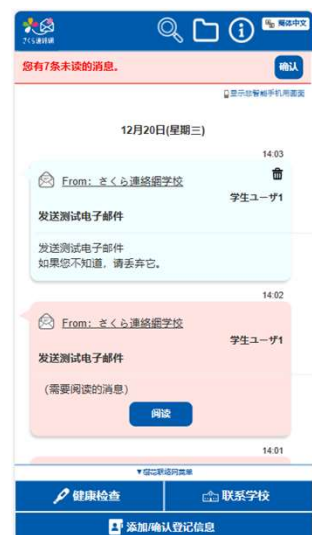 さくら連絡網
简体中文
您有7条未读的消息。
确认
显示给智能手机用画面
12月20日(星期三)
14:03
From: さくら連絡網学校
学生ユーザ1
发送测试电子邮件
发送测试电子邮件
如果您不知道，请丢弃它。
14:02
From: さくら連絡網学校
学生ユーザ1
发送测试电子邮件
(需要阅读的消息)
阅读
14:01
▼樱花联络网菜单
健康检查
联系学校
添加/确认登记信息